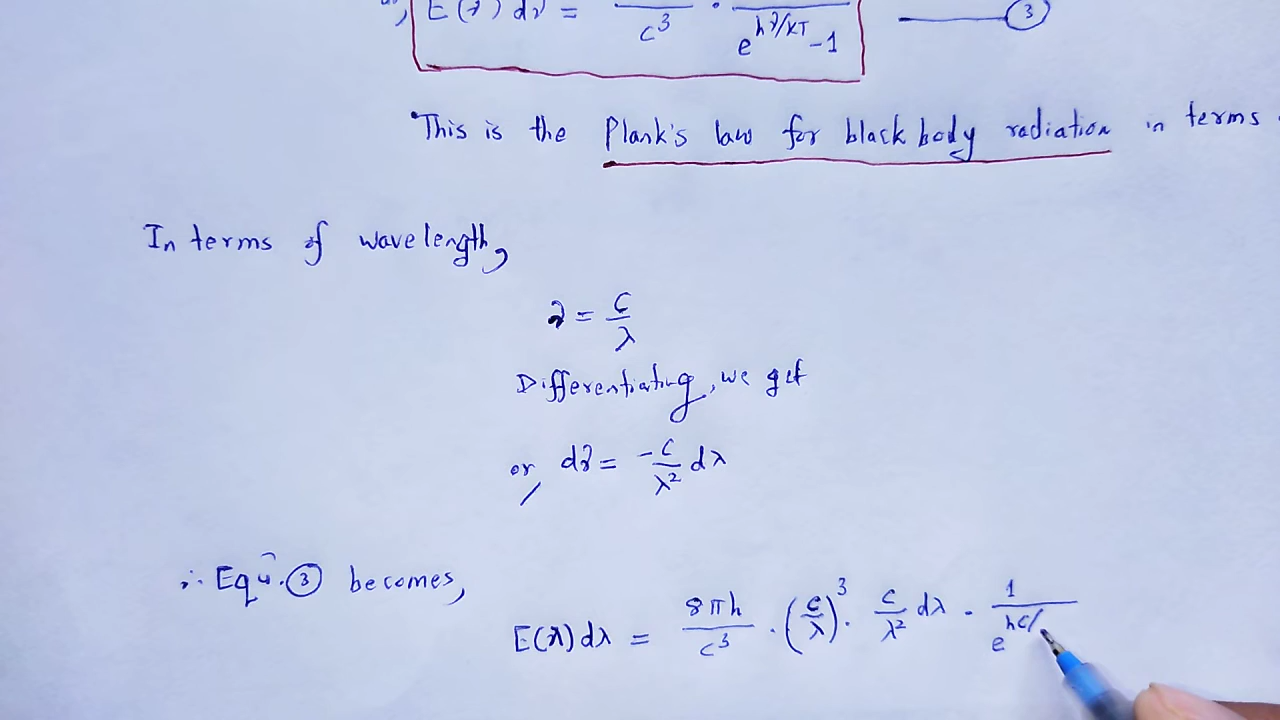 E(ν)dν = ―/c³ · ―/e^{hν/KT} -1 ——— ③
This is the Plank's law for black body radiation in terms
In terms of wavelength,
ν = c/λ
Differentiating, we get
or, dν = -c/λ² dλ
∴ Equⁿ. ③ becomes,
E(λ)dλ = 8πh/c³ · (c/λ)³ · c/λ² dλ · 1/e^{hc/